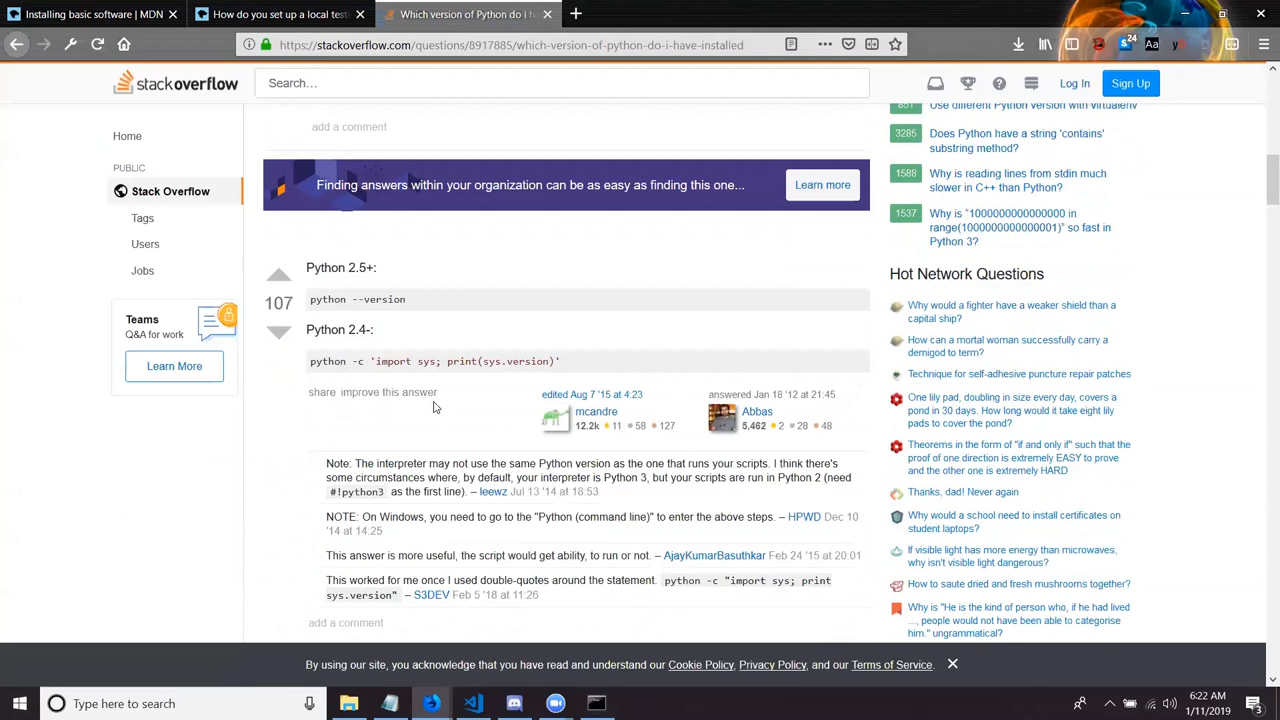 Installing basic software | MDN
How do you set up a local teste
Which version of Python do I h
https://stackoverflow.com/questions/8917885/which-version-of-python-do-i-have-installed
24
Aa
stackoverflow
Search…
Log In
Sign Up
Home
PUBLIC
Stack Overflow
Tags
Users
Jobs
Teams
Q&A for work
Learn More
add a comment
Finding answers within your organization can be as easy as finding this one...
Learn more
107
Python 2.5+:
python --version
Python 2.4-:
python -c 'import sys; print(sys.version)'
share improve this answer
edited Aug 7 '15 at 4:23
mcandre
12.2k 11 58 127
answered Jan 18 '12 at 21:45
Abbas
5,462 2 28 48
Note: The interpreter may not use the same Python version as the one that runs your scripts. I think there's
some circumstances where, by default, your interpreter is Python 3, but your scripts are run in Python 2 (need
#!python3 as the first line). – leewz Jul 13 '14 at 18:53
NOTE: On Windows, you need to go to the "Python (command line)" to enter the above steps. – HPWD Dec 10
'14 at 14:25
This answer is more useful, the script would get ability, to run or not. – AjayKumarBasuthkar Feb 24 '15 at 20:01
This worked for me once I used double-quotes around the statement. python -c "import sys; print
sys.version" – S3DEV Feb 5 '18 at 11:26
add a comment
851 Use different Python version with virtualenv
3285 Does Python have a string 'contains'
substring method?
1588 Why is reading lines from stdin much
slower in C++ than Python?
1537 Why is “1000000000000000 in
range(1000000000000001)” so fast in
Python 3?
Hot Network Questions
Why would a fighter have a weaker shield than a
capital ship?
How can a mortal woman successfully carry a
demigod to term?
Technique for self-adhesive puncture repair patches
One lily pad, doubling in size every day, covers a
pond in 30 days. How long would it take eight lily
pads to cover the pond?
Theorems in the form of "if and only if" such that the
proof of one direction is extremely EASY to prove
and the other one is extremely HARD
Thanks, dad! Never again
Why would a school need to install certificates on
student laptops?
If visible light has more energy than microwaves,
why isn't visible light dangerous?
How to saute dried and fresh mushrooms together?
Why is "He is the kind of person who, if he had lived
..., people would not have been able to categorise
him." ungrammatical?
By using our site, you acknowledge that you have read and understand our Cookie Policy, Privacy Policy, and our Terms of Service.
Type here to search
6:22 AM
1/11/2019
3